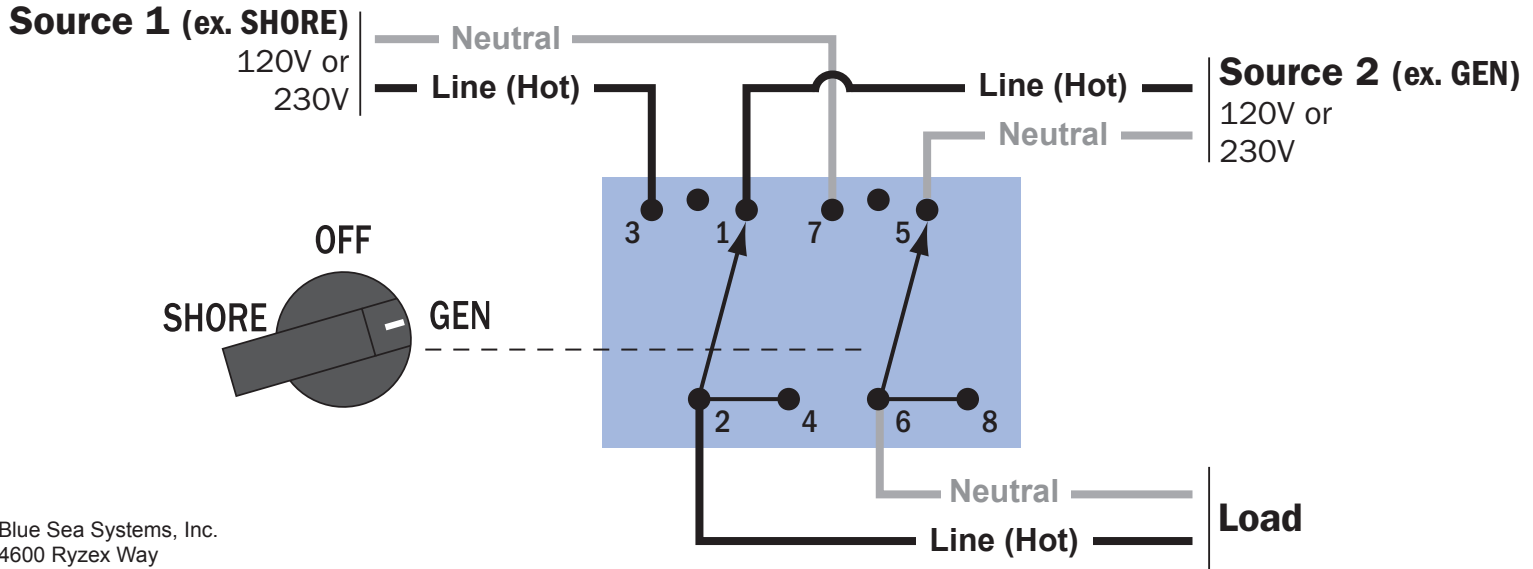 Source 1 (ex. SHORE)
120V or
230V
Neutral
Line (Hot)
Line (Hot)
Neutral
Source 2 (ex. GEN)
120V or
230V
3 1 7 5
OFF
SHORE
GEN
2 4 6 8
Neutral
Line (Hot)
Load
Blue Sea Systems, Inc.
4600 Ryzex Way